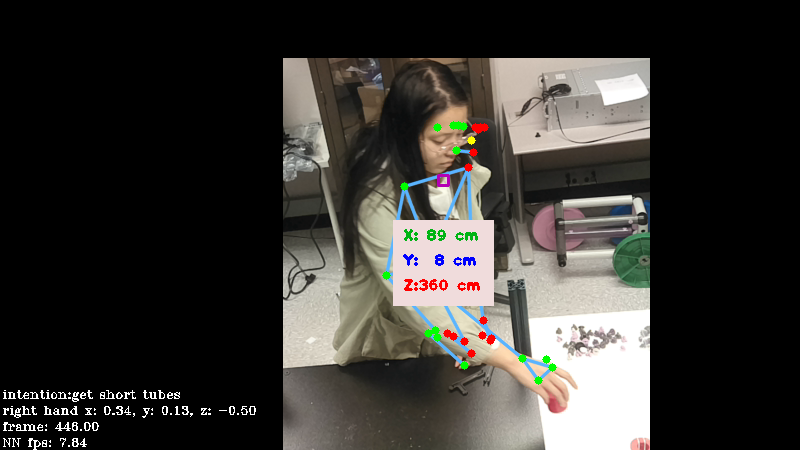 X: 89 cm
Y: 8 cm
Z:360 cm
intention:get short tubes
right hand x: 0.34, y: 0.13, z: -0.50
frame: 446.00
NN fps: 7.84